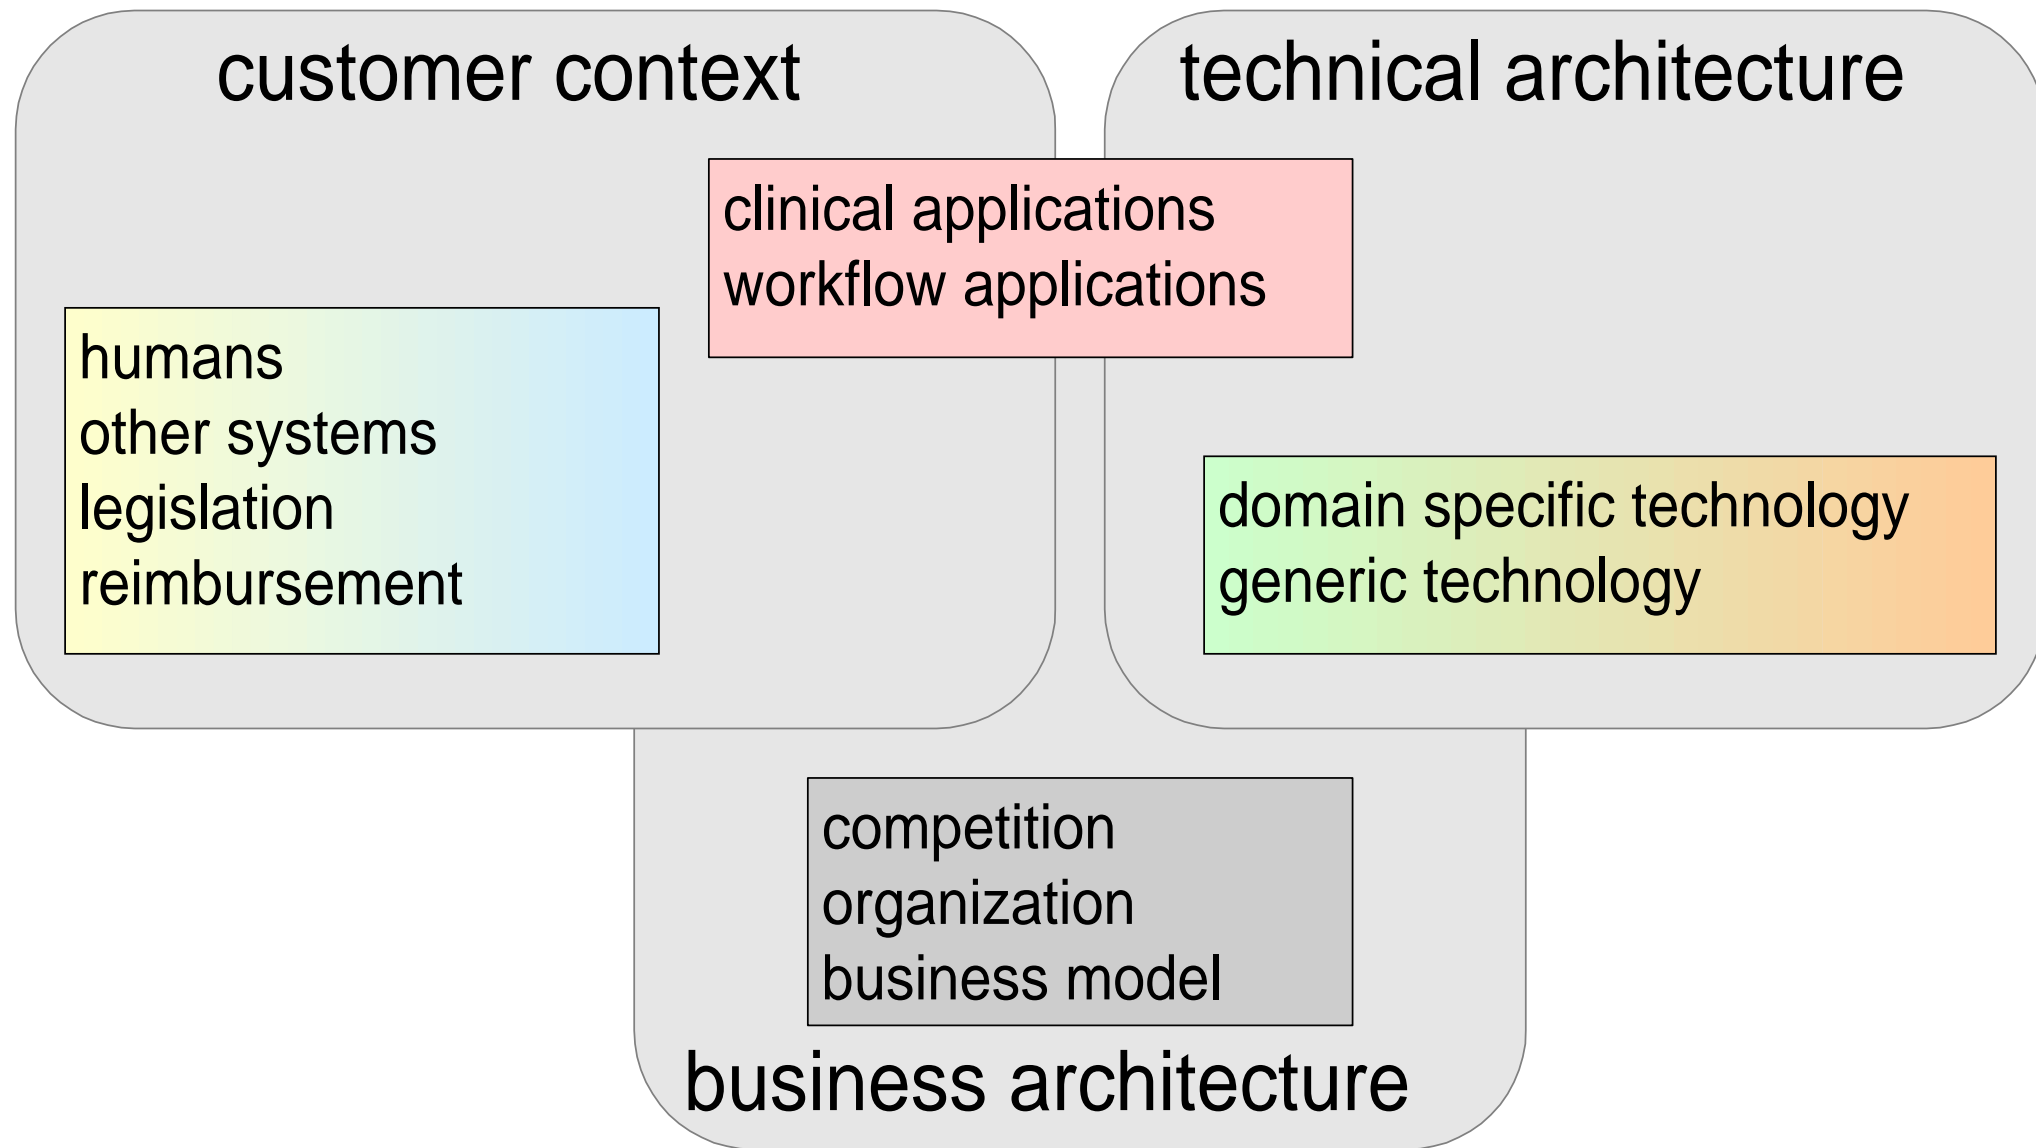 customer context
technical architecture
clinical applications
workflow applications
humans
other systems
legislation
reimbursement
domain specific technology
generic technology
competition
organization
business model
business architecture